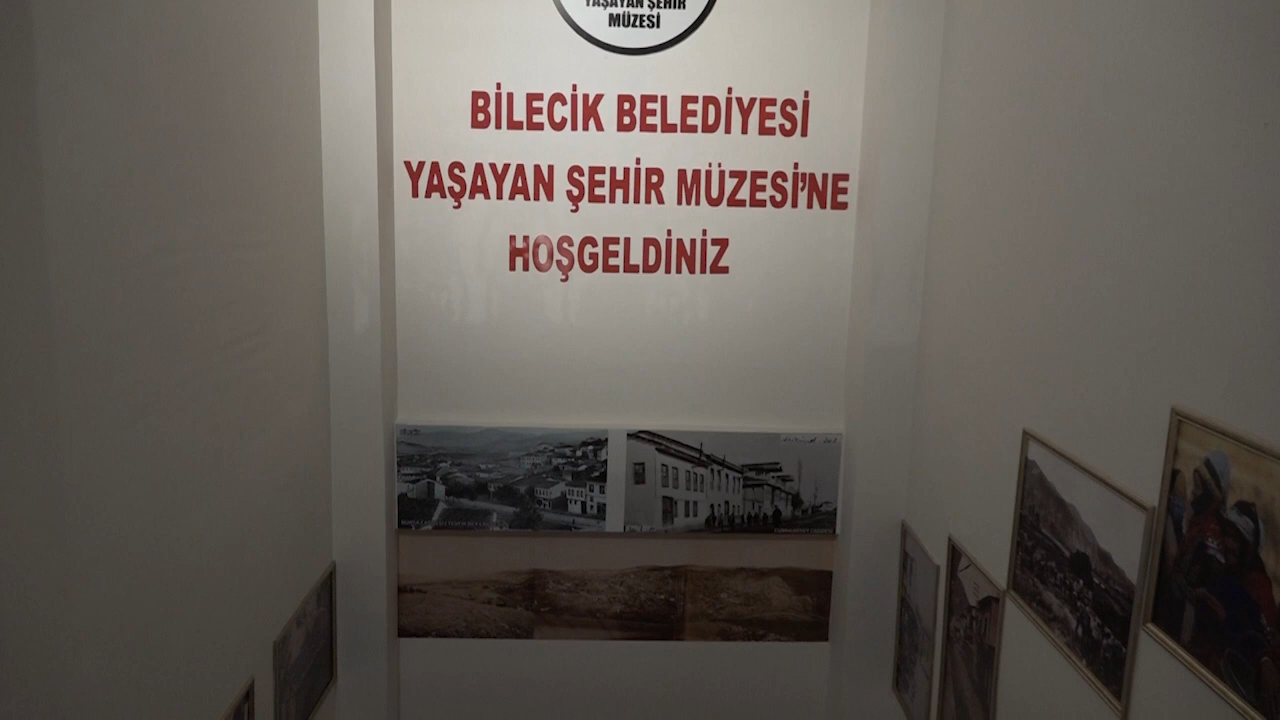 YAŞAYAN ŞEHİR
MÜZESİ
BİLECİK BELEDİYESİ
YAŞAYAN ŞEHİR MÜZESİ'NE
HOŞGELDİNİZ